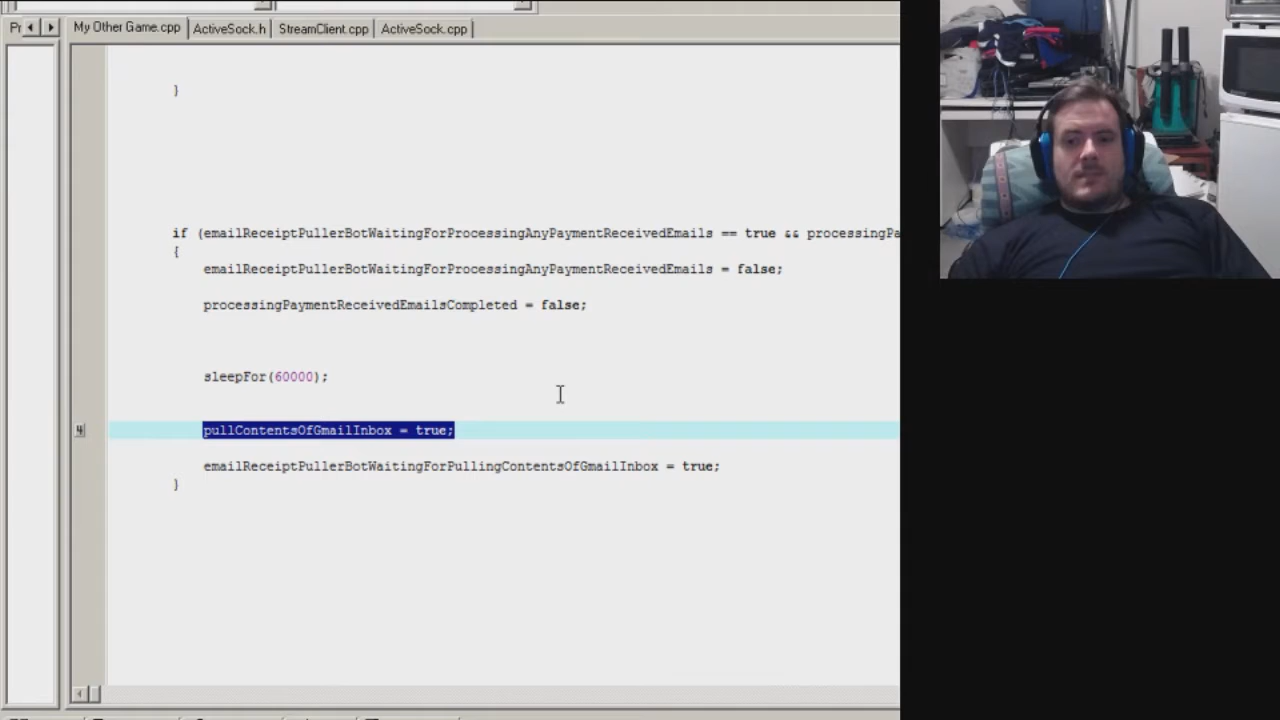 My Other Game.cpp
ActiveSock.h
StreamClient.cpp
ActiveSock.cpp
}
if (emailReceiptPullerBotWaitingForProcessingAnyPaymentReceivedEmails == true && processingPa
{
emailReceiptPullerBotWaitingForProcessingAnyPaymentReceivedEmails = false;
processingPaymentReceivedEmailsCompleted = false;
sleepFor(60000);
4
pullContentsOfGmailInbox = true;
emailReceiptPullerBotWaitingForPullingContentsOfGmailInbox = true;
}